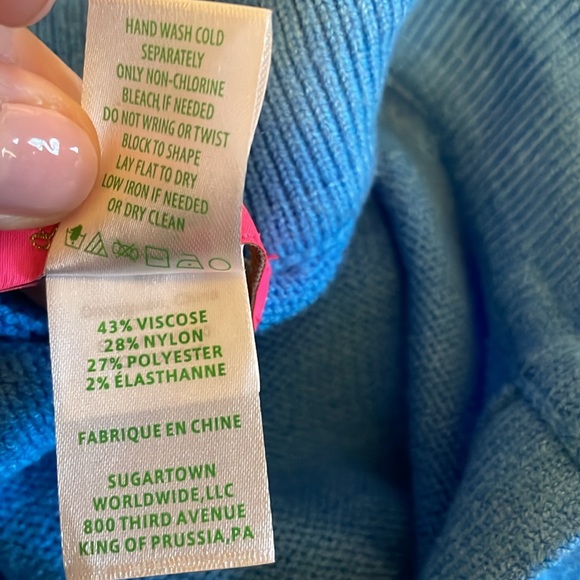 HAND WASH COLD
SEPARATELY
ONLY NON-CHLORINE
BLEACH, IF NEEDED
DO NOT WRING OR TWIST
BLOCK TO SHAPE
LAY FLAT TO DRY
LOW IRON IF NEEDED
OR DRY CLEAN
43% VISCOSE
28% NYLON
27% POLYESTER
2% ÉLASTHANNE
FABRIQUE EN CHINE
SUGARTOWN
WORLDWIDE, LLC
800 THIRD AVENUE
KING OF PRUSSIA, PA